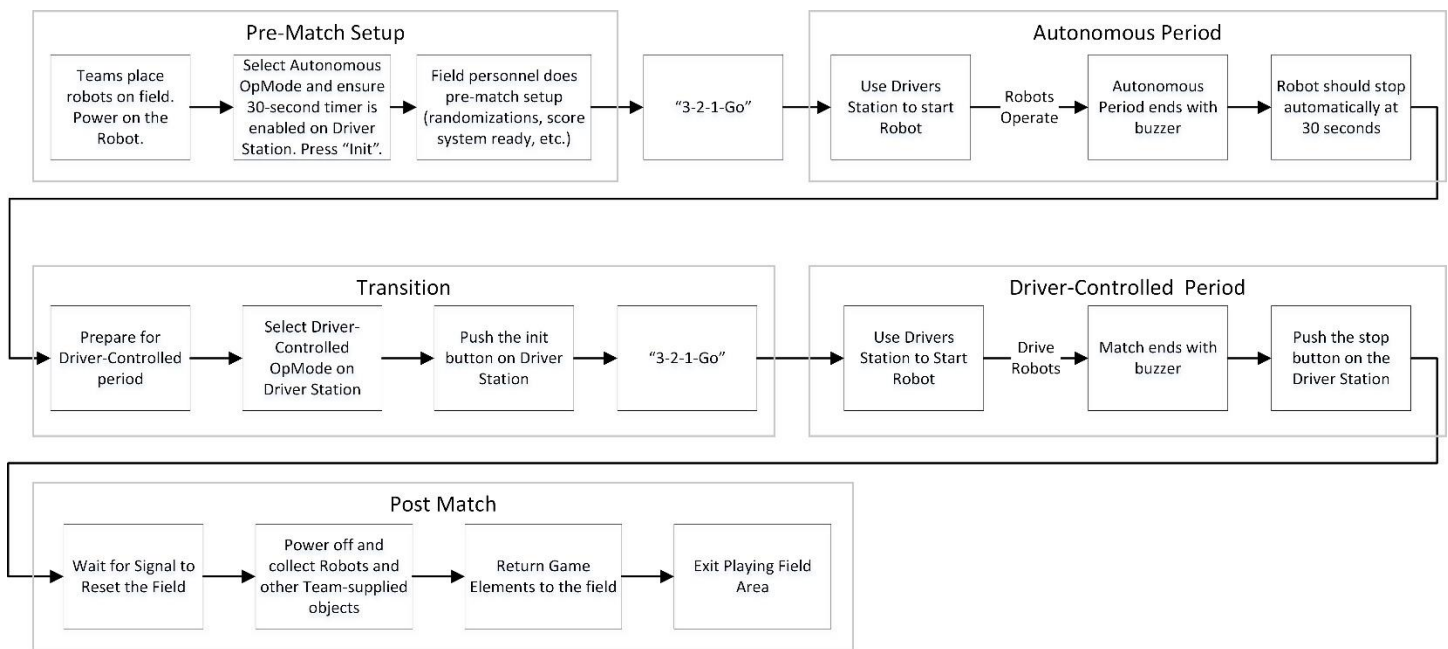 Pre-Match Setup
Teams place
robots on field.
Power on the
Robot.
Select Autonomous
OpMode and ensure
30-second timer is
enabled on Driver
Station. Press “Init”.
Field personnel does
pre-match setup
(randomizations, score
system ready, etc.)
“3-2-1-Go”
Autonomous Period
Use Drivers
Station to start
Robot
Robots
Operate
Autonomous
Period ends with
buzzer
Robot should stop
automatically at
30 seconds
Transition
Prepare for
Driver-Controlled
period
Select Driver-
Controlled
OpMode on
Driver Station
Push the init
button on Driver
Station
“3-2-1-Go”
Driver-Controlled Period
Use Drivers
Station to Start
Robot
Drive
Robots
Match ends with
buzzer
Push the stop
button on the
Driver Station
Post Match
Wait for Signal to
Reset the Field
Power off and
collect Robots and
other Team-supplied
objects
Return Game
Elements to the field
Exit Playing Field
Area